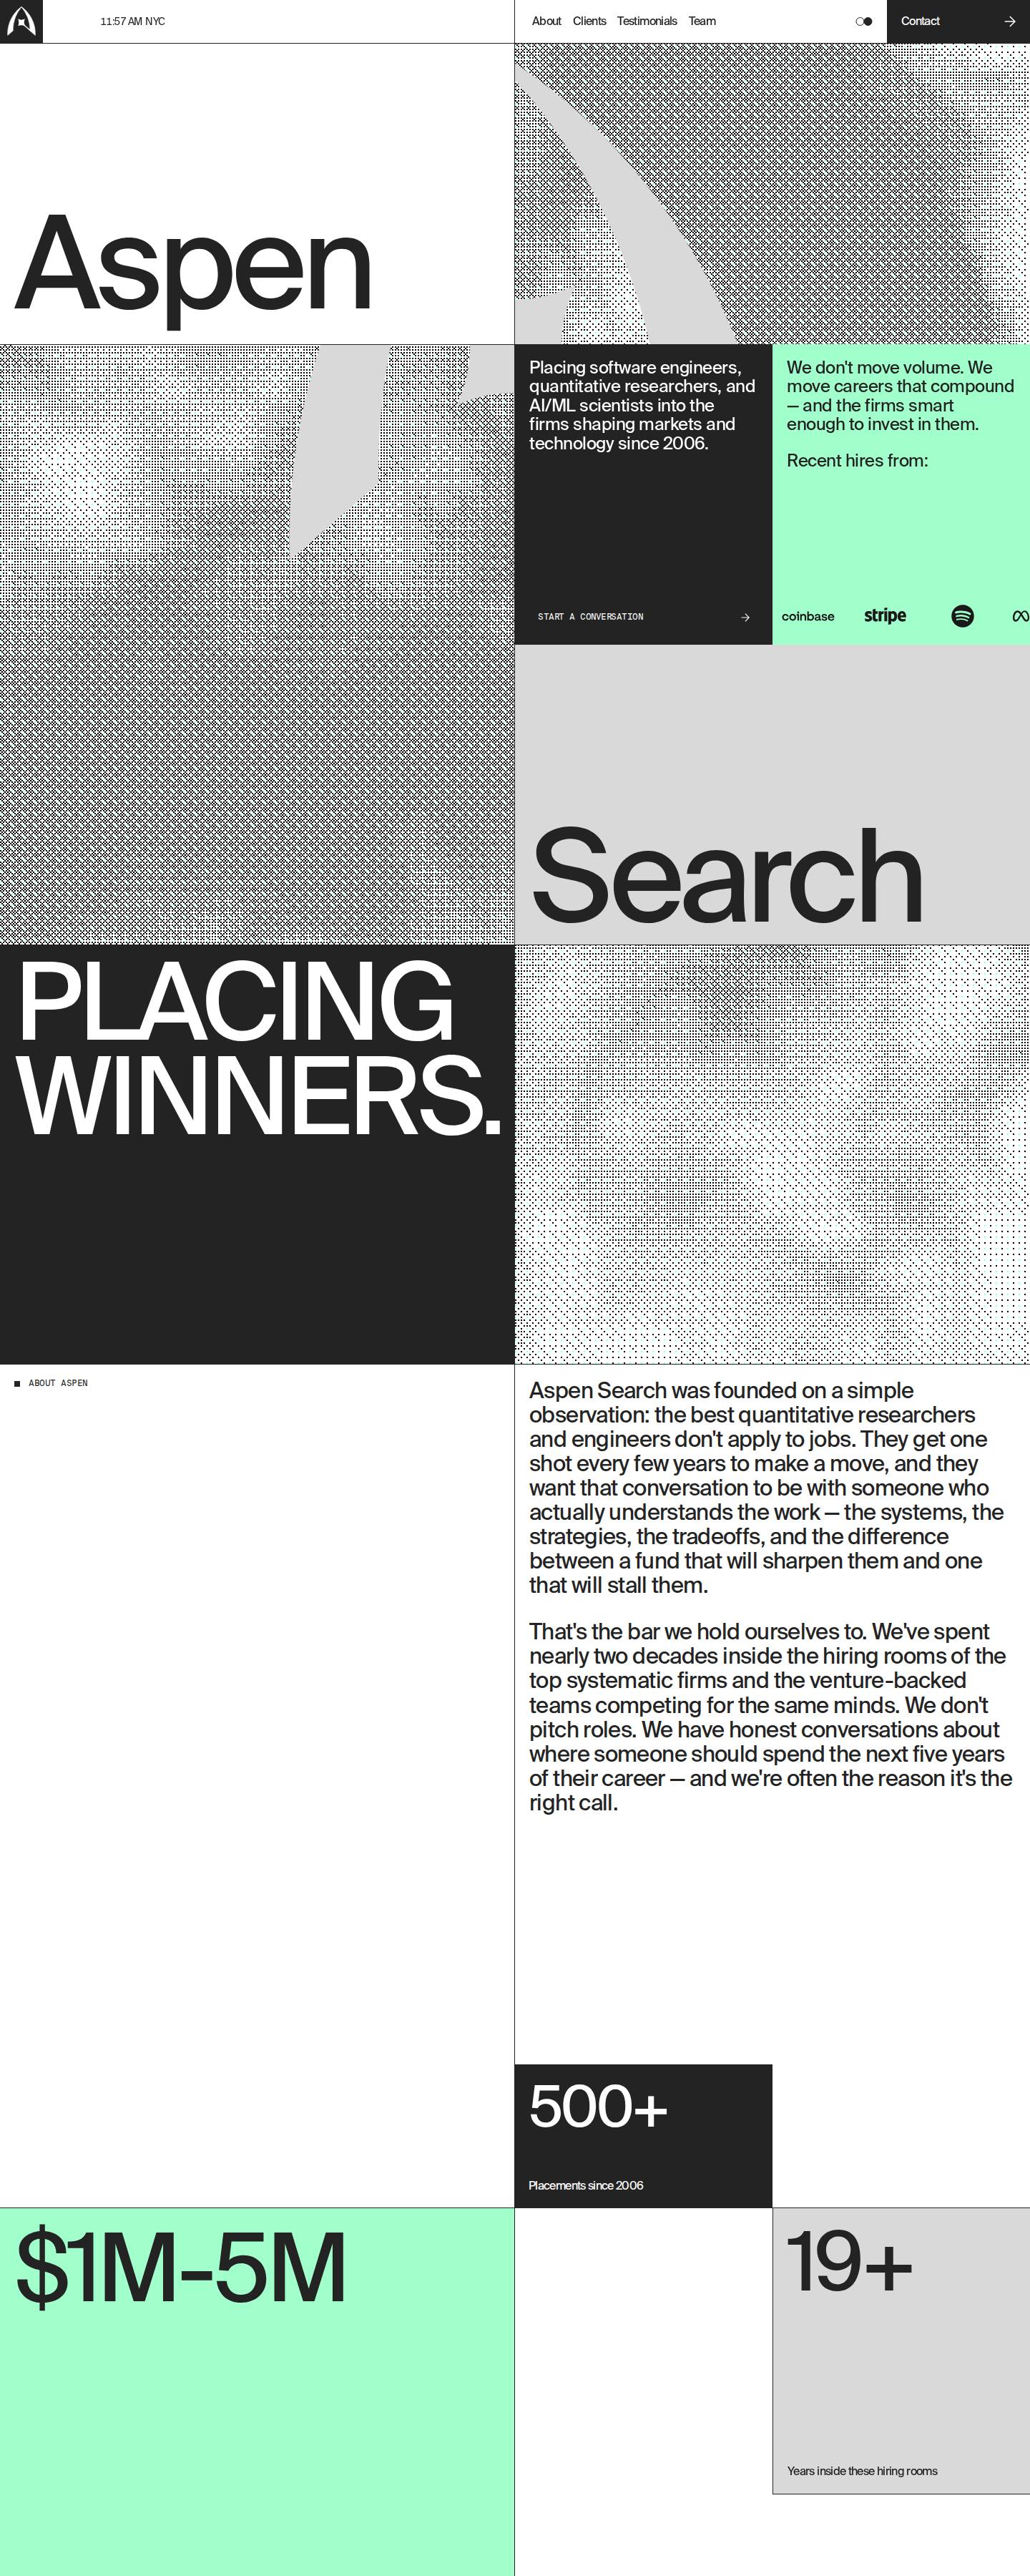 11:57 AM NYC
About Clients Testimonials Team
Contact
Aspen
Placing software engineers,
quantitative researchers, and
AI/ML scientists into the
firms shaping markets and
technology since 2006.
START A CONVERSATION
We don't move volume. We
move careers that compound
— and the firms smart
enough to invest in them.
Recent hires from:
coinbase stripe
Search
PLACING
WINNERS.
ABOUT ASPEN
Aspen Search was founded on a simple
observation: the best quantitative researchers
and engineers don't apply to jobs. They get one
shot every few years to make a move, and they
want that conversation to be with someone who
actually understands the work — the systems, the
strategies, the tradeoffs, and the difference
between a fund that will sharpen them and one
that will stall them.
That's the bar we hold ourselves to. We've spent
nearly two decades inside the hiring rooms of the
top systematic firms and the venture-backed
teams competing for the same minds. We don't
pitch roles. We have honest conversations about
where someone should spend the next five years
of their career — and we're often the reason it's the
right call.
500+
Placements since 2006
$1M-5M
19+
Years inside these hiring rooms